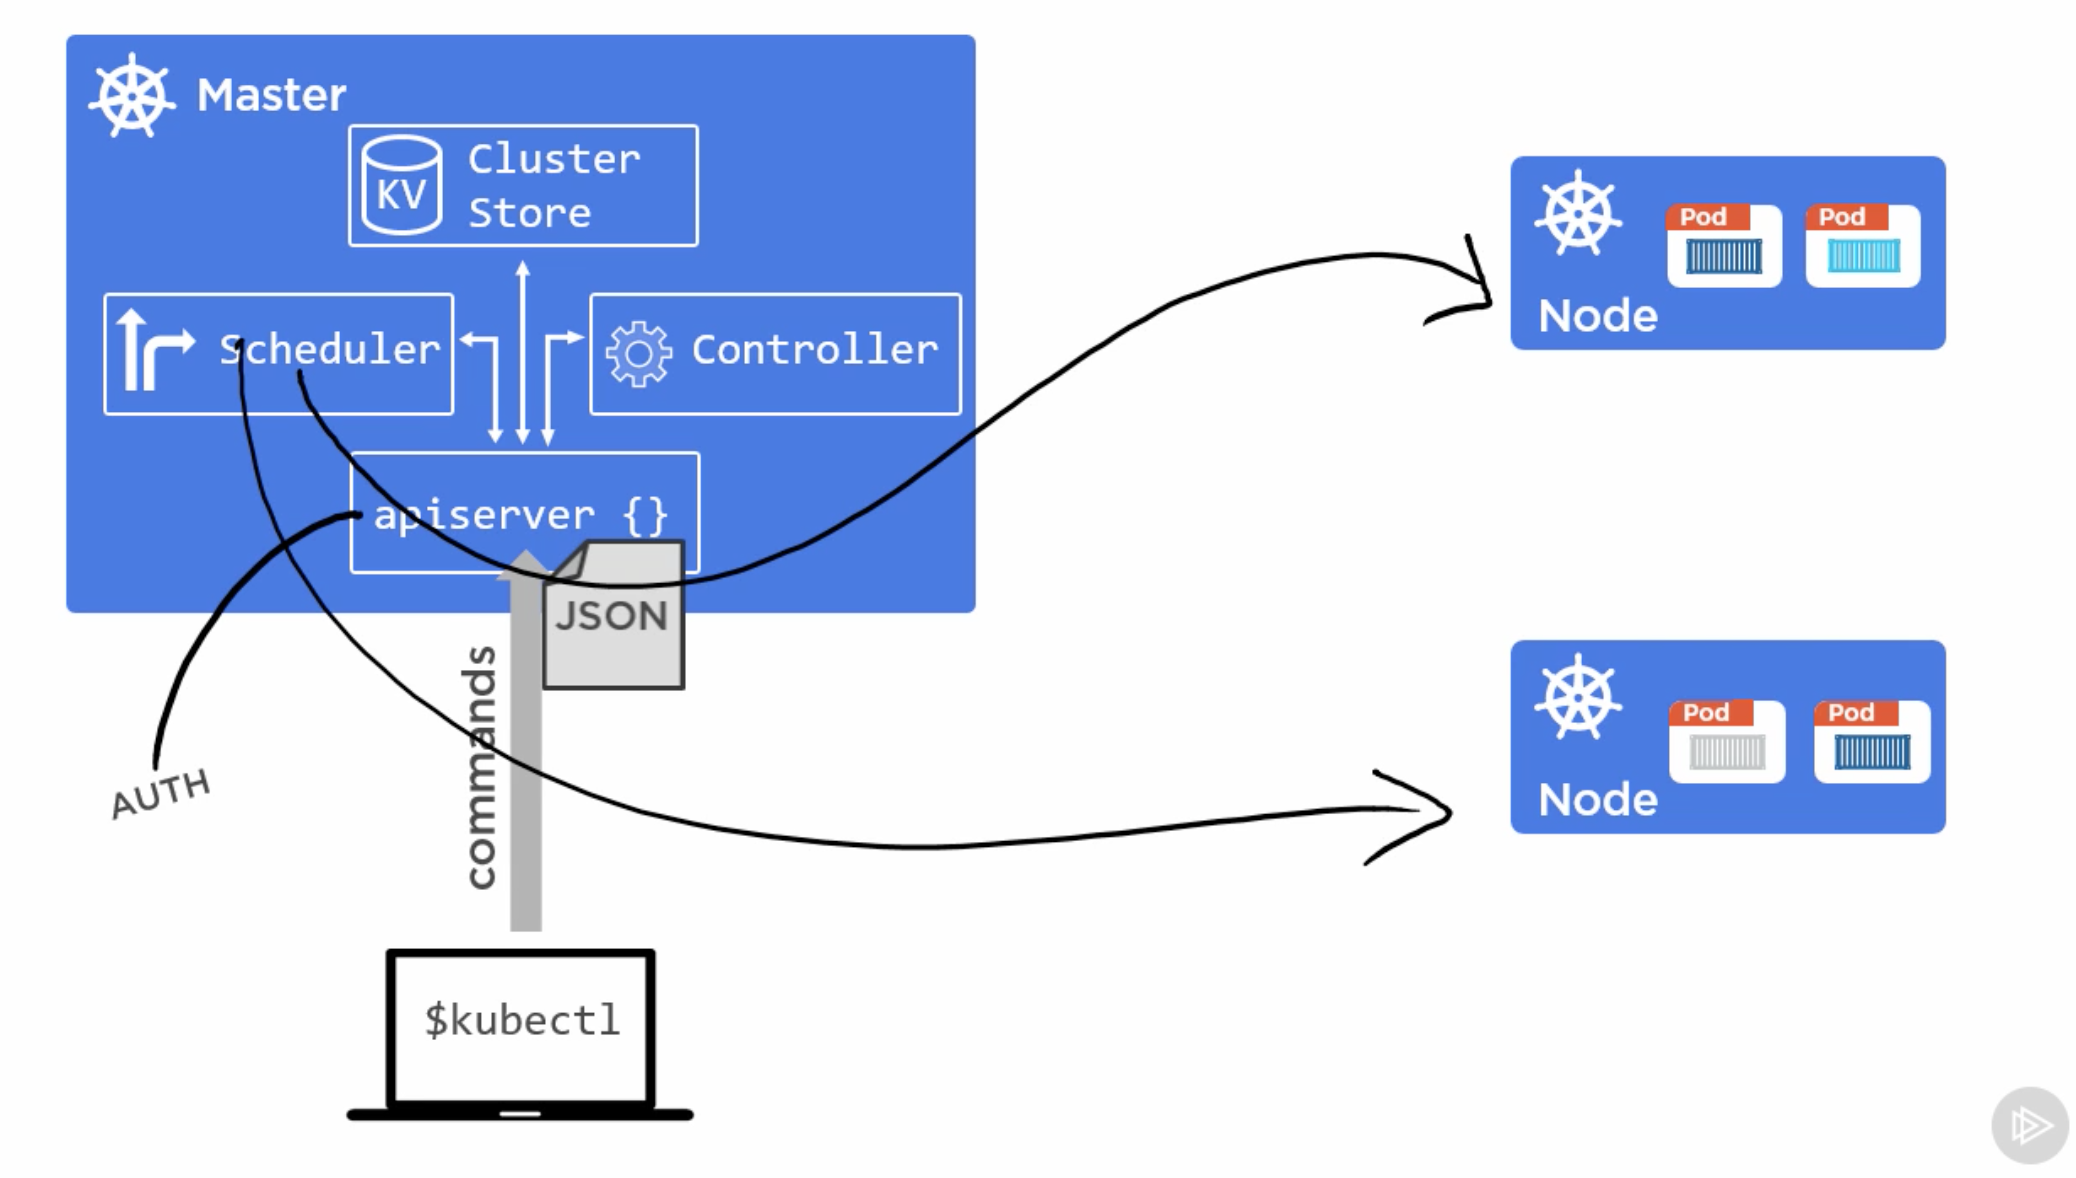 Master
KV
Cluster
Store
Scheduler
Controller
apiserver {}
JSON
commands
AUTH
$kubectl
Pod
Pod
Node
Pod
Pod
Node